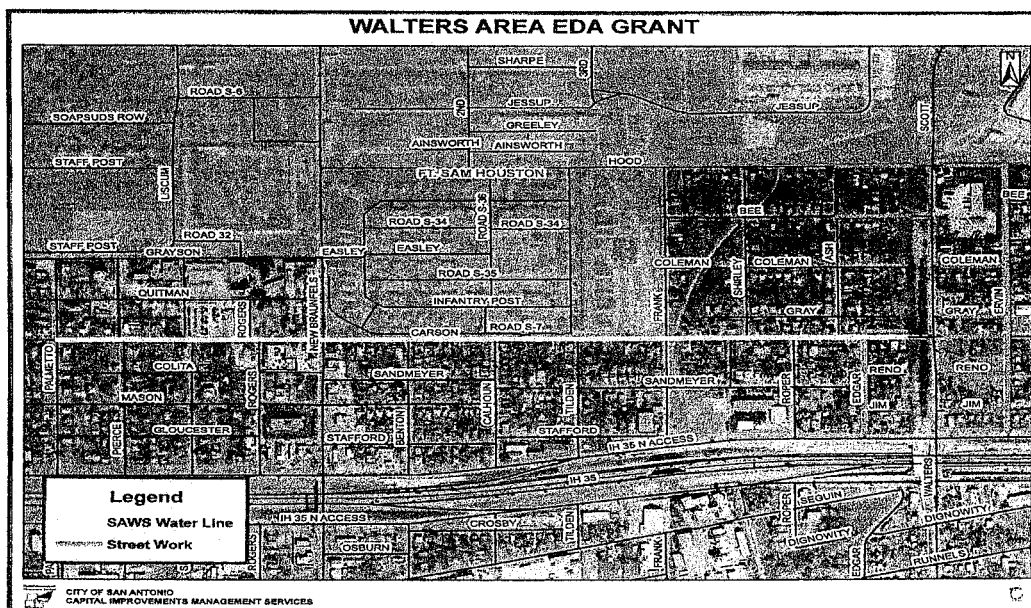 WALTERS AREA EDA GRANT
N
SHARPE
3RD
ROAD S-6
2ND
JESSUP
JESSUP
SOAPSUDS ROW
GREELEY
SCOTT
AINSWORTH
AINSWORTH
STAFF POST
HOOD
LISCUM
FT. SAM HOUSTON
ROAD S-36
BEE
BEE
ROAD S-34
ROAD S-34
ROAD 32
STAFF POST
GRAYSON
EASLEY
EASLEY
ASH
COLEMAN
COLEMAN
COLEMAN
SHIRLEY
ROAD S-35
QUITMAN
INFANTRY POST
FRANK
GRAY
GRAY
ERVIN
ROGERS
NEW BRAUNFELS
CARSON
ROAD S-7
PALMETTO
COLITA
SANDMEYER
SANDMEYER
RENO
RENO
MASON
ROGERS
CALHOUN
TILDEN
ROPER
EDGAR
JIM
JIM
PIERCE
GLOUCESTER
STAFFORD
BENTON
STAFFORD
IH 35 N ACCESS
IH 35
WALTERS
Legend
SAWS Water Line
Street Work
IH 35 N ACCESS
CROSBY
TILDEN
ROPER
SEGUIN
DIGNOWITY
DIGNOWITY
OSBURN
FRANK
EDGAR
RUNNELS
CITY OF SAN ANTONIO
CAPITAL IMPROVEMENTS MANAGEMENT SERVICES